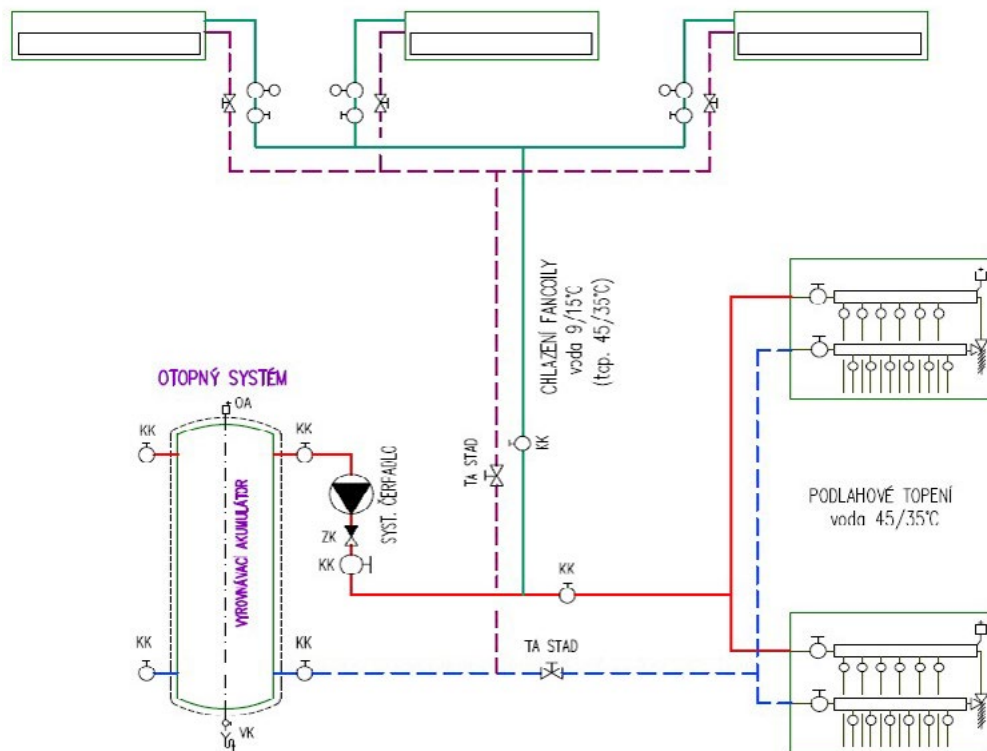 CHLAZENÍ FANCOILY
voda 9/15°C
(top. 45/35°C)
OTOPNÝ SYSTÉM
OA
KK
KK
KK
TA STAD
SYST. ČERPADLO
VYROVNÁVACÍ AKUMULÁTOR
PODLAHOVÉ TOPENÍ
voda 45/35°C
ZK
KK
KK
KK
KK
TA STAD
VK